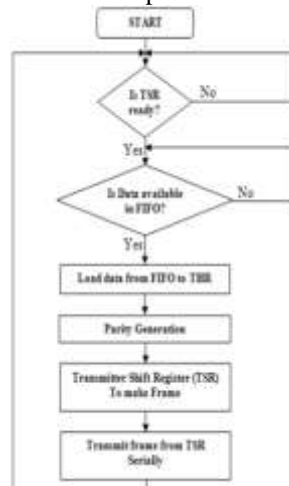 START
Is TSR
ready?
No
Yes
Is Data available
in FIFO?
No
Yes
Load data from FIFO to THR
Parity Generation
Transmitter Shift Register (TSR)
To make Frame
Transmit frame from TSR
Serially